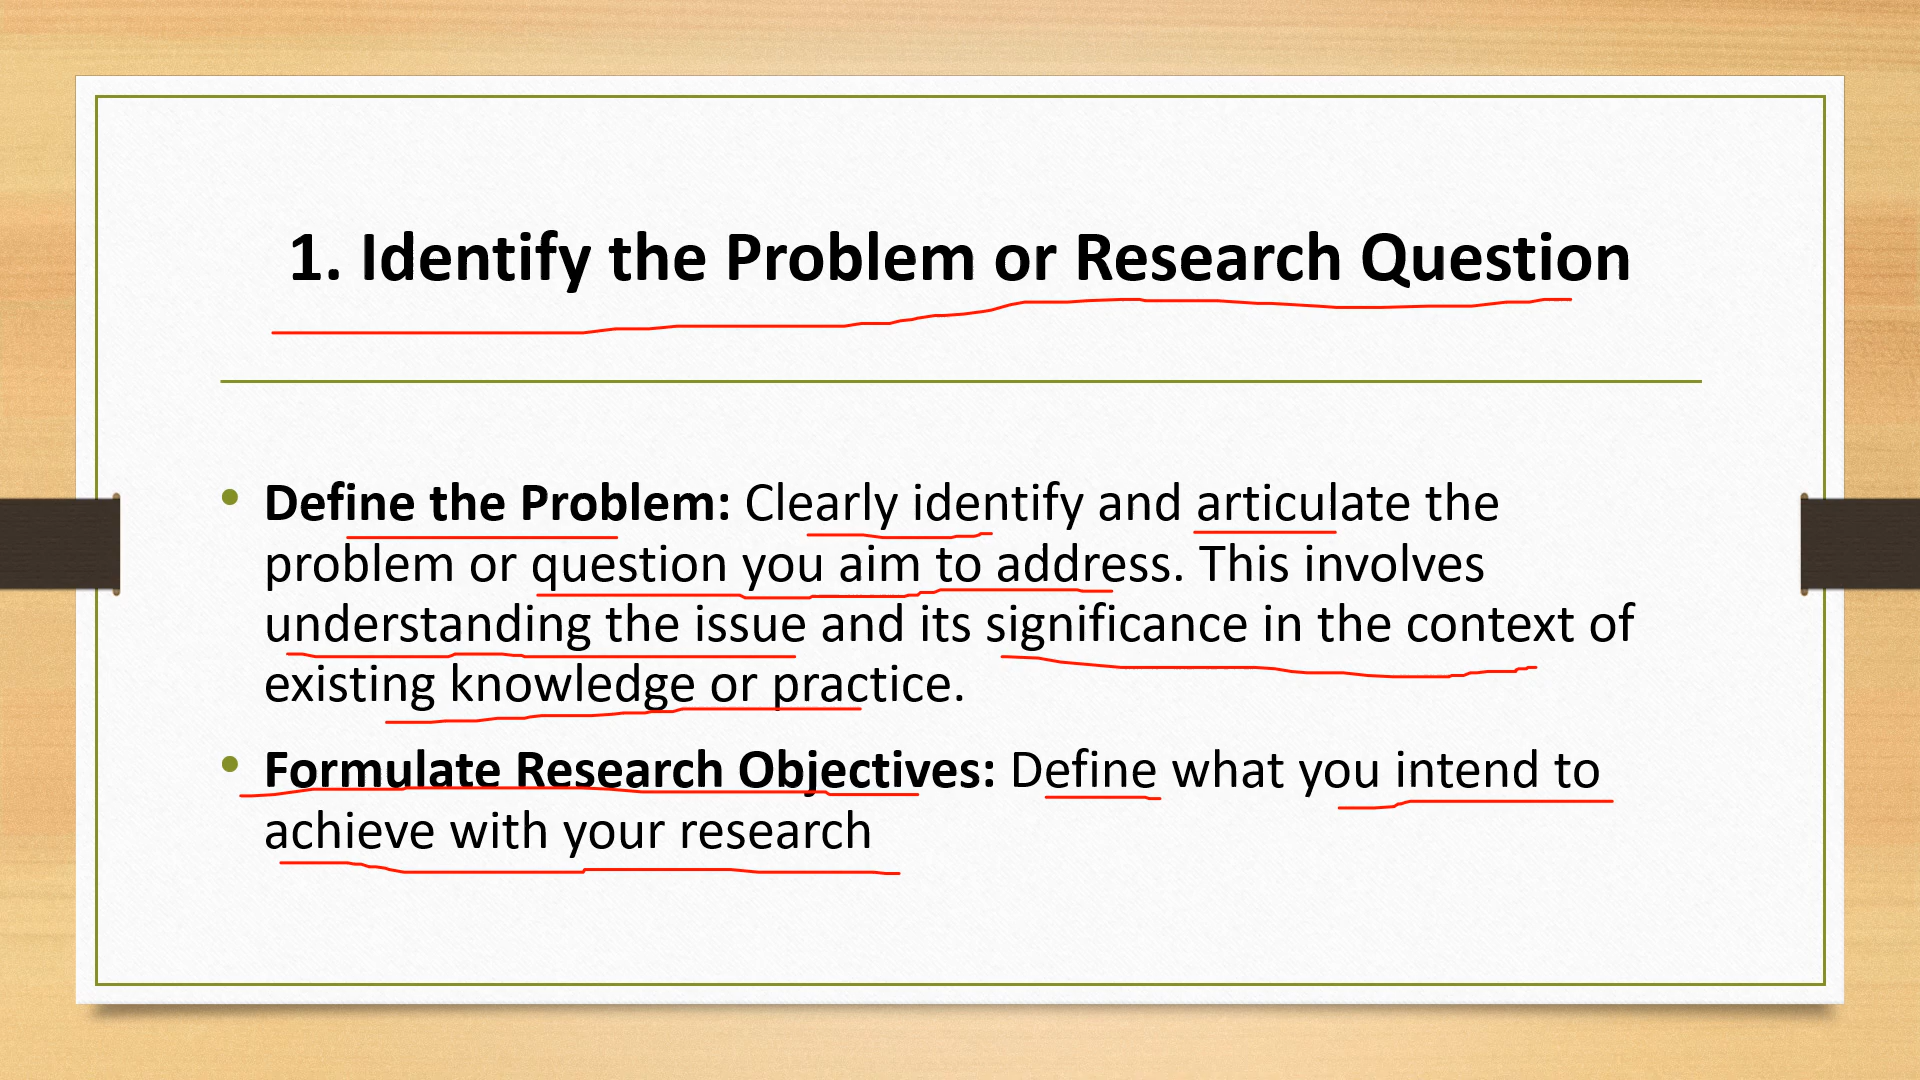 1. Identify the Problem or Research Question
• Define the Problem: Clearly identify and articulate the
problem or question you aim to address. This involves
understanding the issue and its significance in the context of
existing knowledge or practice.
• Formulate Research Objectives: Define what you intend to
achieve with your research